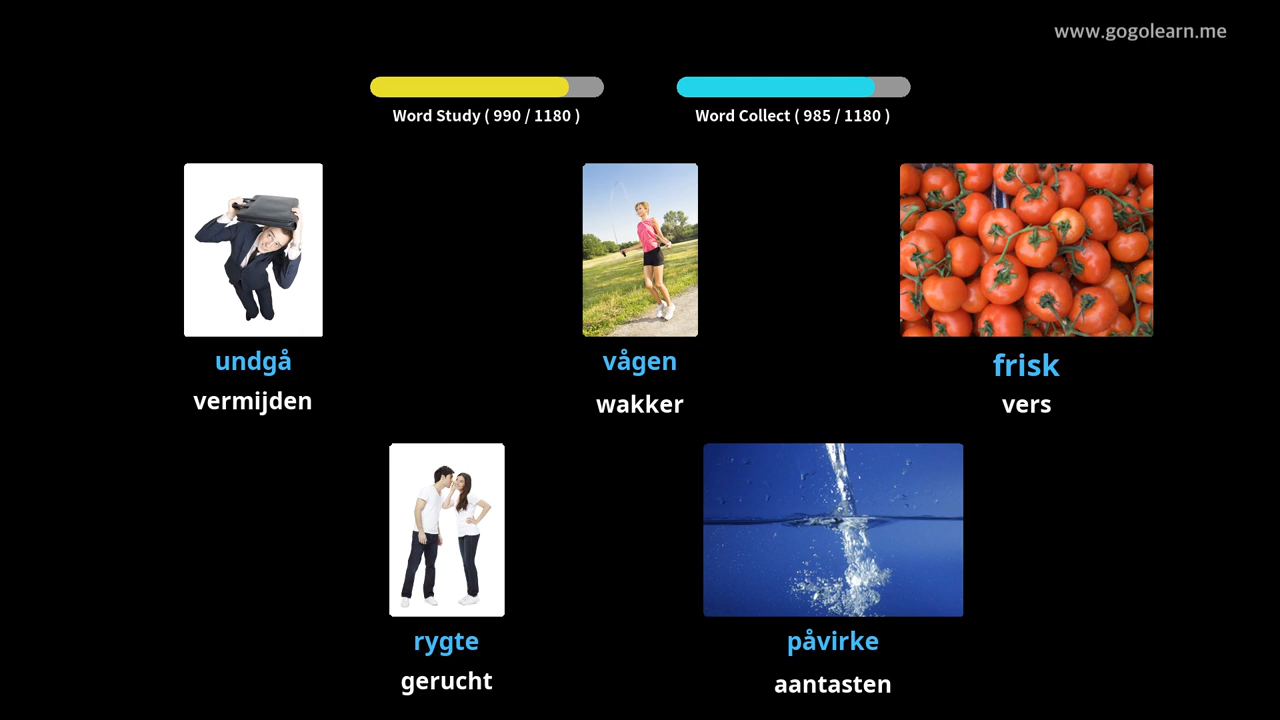 www.gogolearn.me
Word Study ( 990 / 1180 )
Word Collect ( 985 / 1180 )
undgå
vermijden
vågen
wakker
frisk
vers
rygte
gerucht
påvirke
aantasten